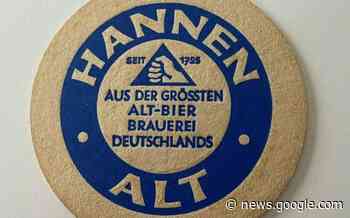 HANNEN
SEIT 1725
AUS DER GRÖSSTEN
ALT-BIER
BRAUEREI
DEUTSCHLANDS
ALT
news.google.com